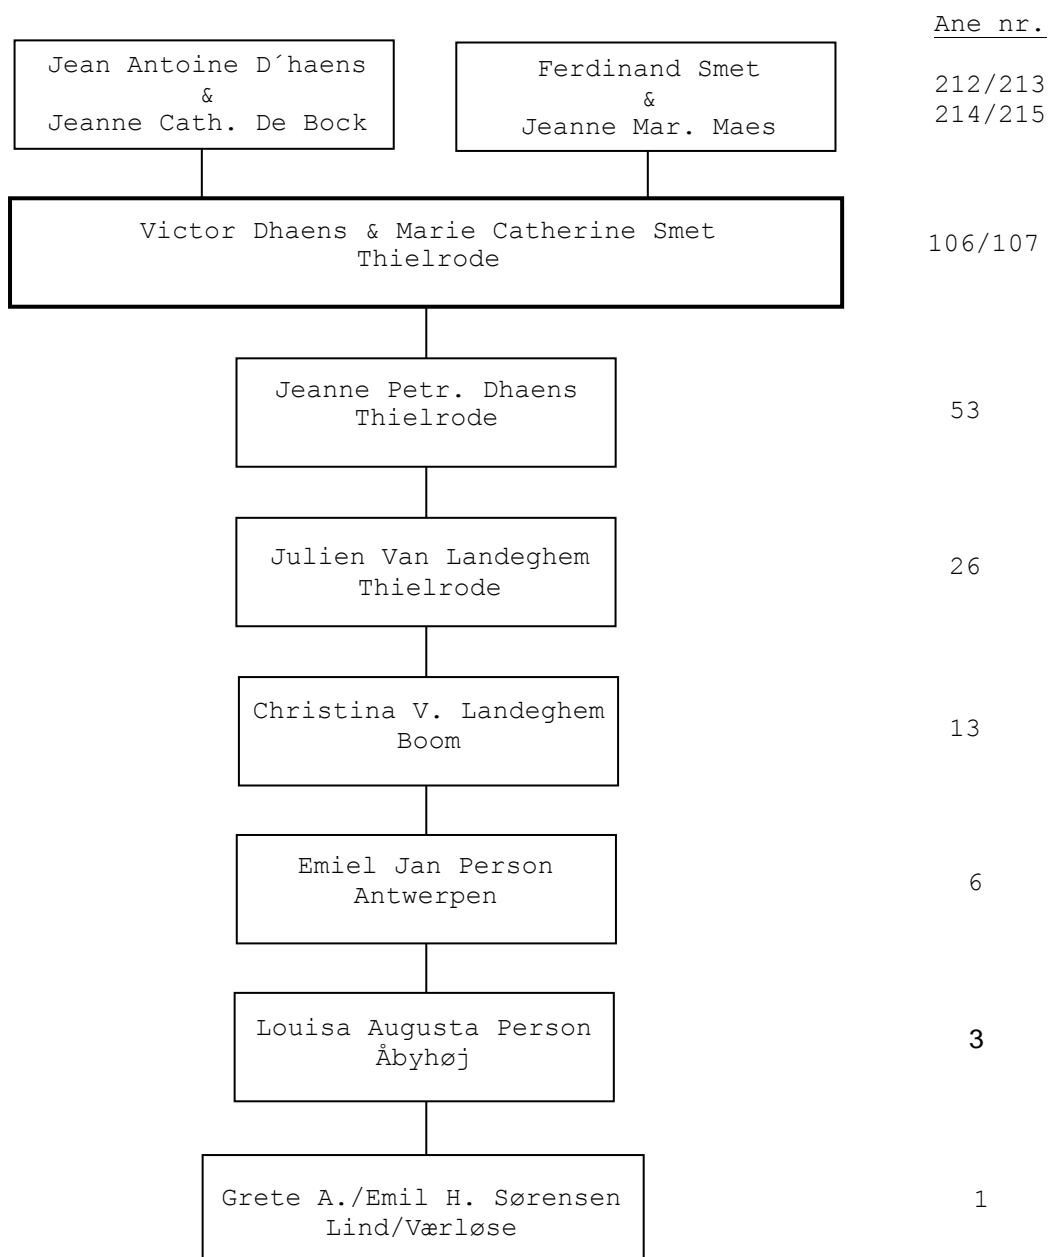 Ane nr.
Jean Antoine D´haens
&
Jeanne Cath. De Bock
Ferdinand Smet
&
Jeanne Mar. Maes
212/213
214/215
Victor Dhaens & Marie Catherine Smet
Thielrode
106/107
Jeanne Petr. Dhaens
Thielrode
53
Julien Van Landeghem
Thielrode
26
Christina V. Landeghem
Boom
13
Emiel Jan Person
Antwerpen
6
Louisa Augusta Person
Åbyhøj
3
Grete A./Emil H. Sørensen
Lind/Værløse
1